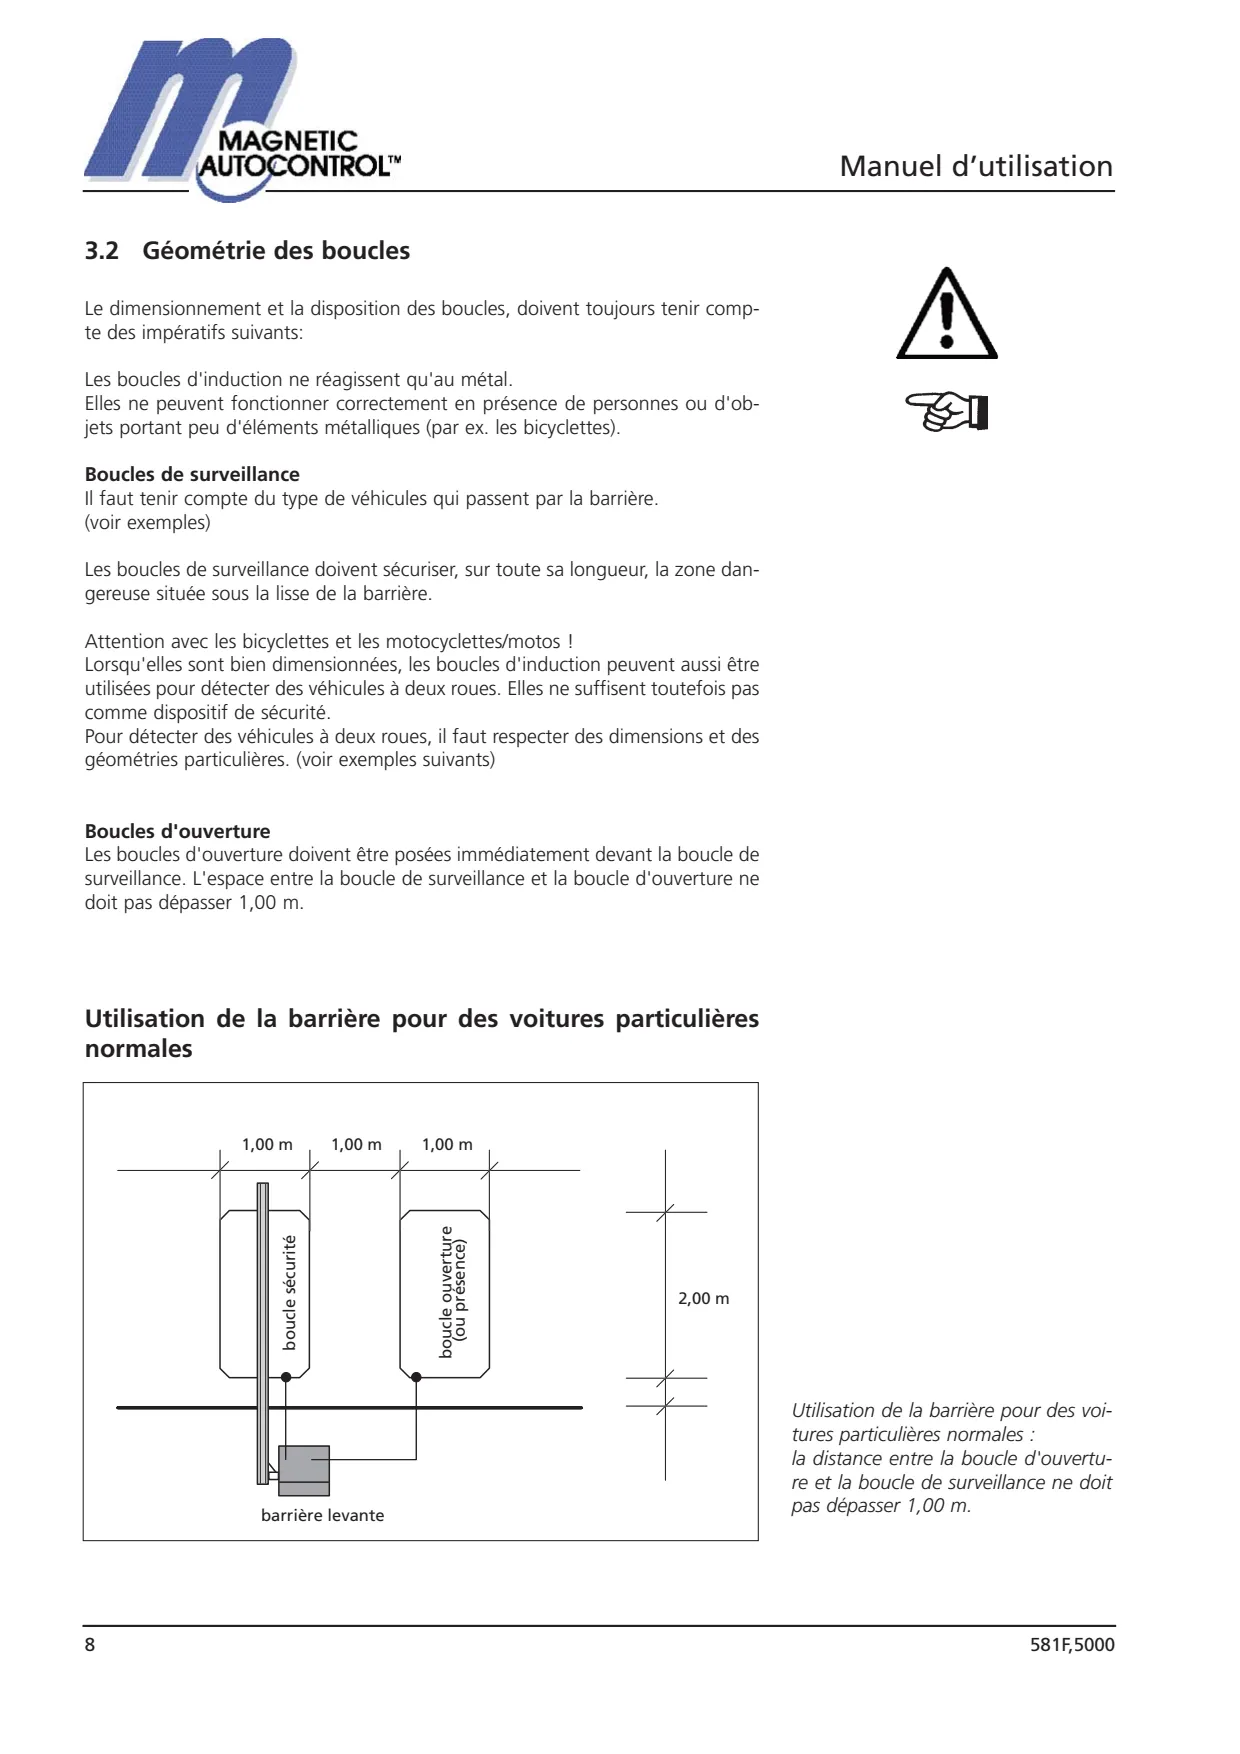 MAGNETIC
AUTOCONTROL™
Manuel d’utilisation
3.2 Géométrie des boucles
Le dimensionnement et la disposition des boucles, doivent toujours tenir comp-
te des impératifs suivants:
Les boucles d'induction ne réagissent qu'au métal.
Elles ne peuvent fonctionner correctement en présence de personnes ou d'ob-
jets portant peu d'éléments métalliques (par ex. les bicyclettes).
Boucles de surveillance
Il faut tenir compte du type de véhicules qui passent par la barrière.
(voir exemples)
Les boucles de surveillance doivent sécuriser, sur toute sa longueur, la zone dan-
gereuse située sous la lisse de la barrière.
Attention avec les bicyclettes et les motocyclettes/motos !
Lorsqu'elles sont bien dimensionnées, les boucles d'induction peuvent aussi être
utilisées pour détecter des véhicules à deux roues. Elles ne suffisent toutefois pas
comme dispositif de sécurité.
Pour détecter des véhicules à deux roues, il faut respecter des dimensions et des
géométries particulières. (voir exemples suivants)
Boucles d'ouverture
Les boucles d'ouverture doivent être posées immédiatement devant la boucle de
surveillance. L'espace entre la boucle de surveillance et la boucle d'ouverture ne
doit pas dépasser 1,00 m.
Utilisation de la barrière pour des voitures particulières
normales
1,00 m 1,00 m 1,00 m
boucle sécurité
boucle ouverture
(ou présence)
2,00 m
barrière levante
Utilisation de la barrière pour des voi-
tures particulières normales :
la distance entre la boucle d'ouvertu-
re et la boucle de surveillance ne doit
pas dépasser 1,00 m.
8 581F,5000